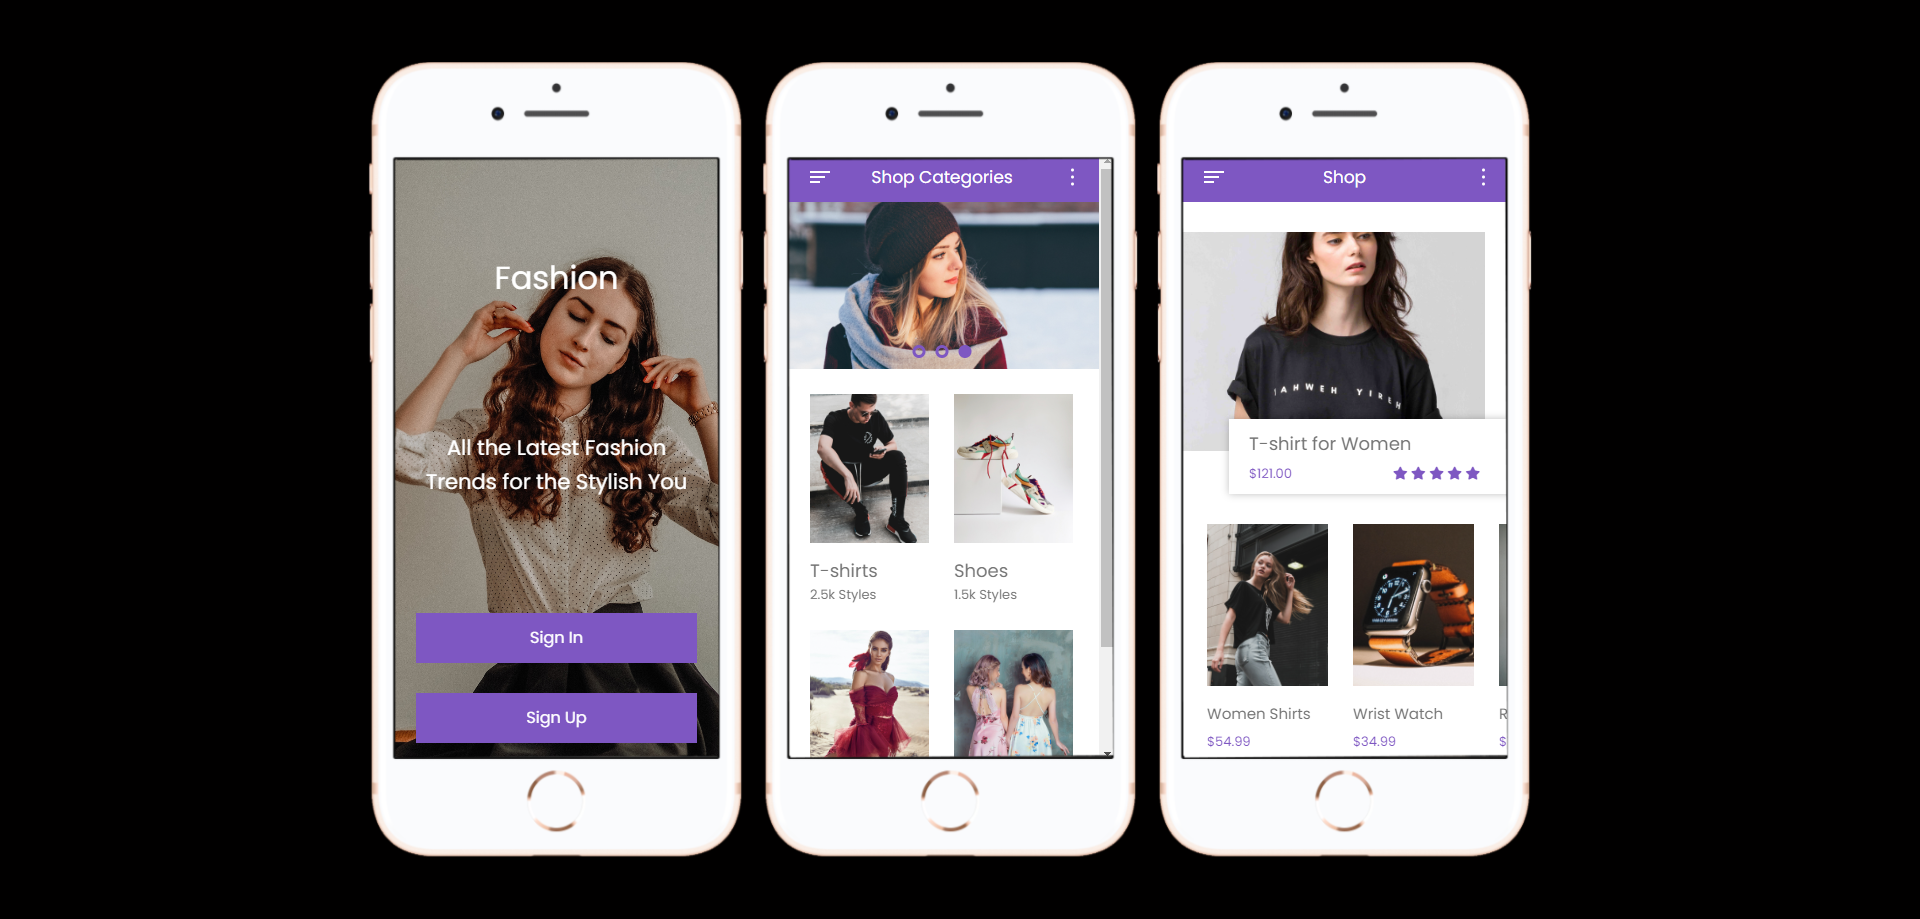 Fashion
All the Latest Fashion
Trends for the Stylish You
Sign In
Sign Up
Shop Categories
T-shirts
2.5k Styles
Shoes
1.5k Styles
Shop
T-shirt for Women
$121.00
Women Shirts
$54.99
Wrist Watch
$34.99
R
$